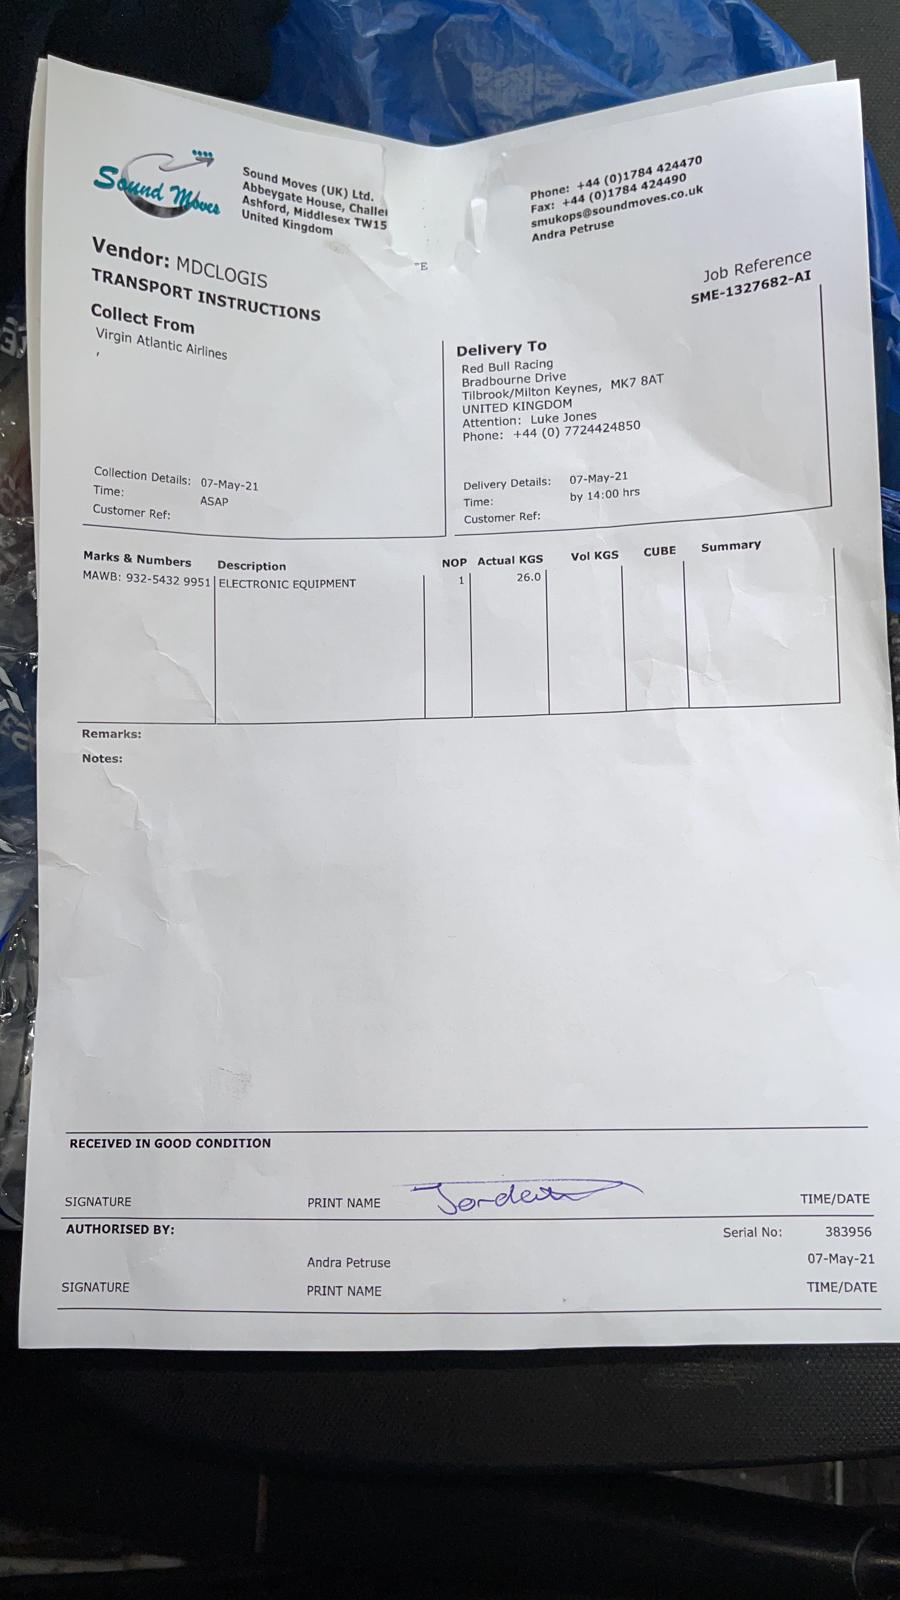 Sound Moves
Sound Moves (UK) Ltd.
Abbeygate House, Challe
Ashford, Middlesex TW15
United Kingdom
Phone: +44 (0)1784 424470
Fax: +44 (0)1784 424490
smukops@soundmoves.co.uk
Andra Petruse
E
Vendor: MDCLOGIS
TRANSPORT INSTRUCTIONS
Job Reference
SME-1327682-AI
Collect From
Virgin Atlantic Airlines
,
Delivery To
Red Bull Racing
Bradbourne Drive
Tilbrook/Milton Keynes, MK7 8AT
UNITED KINGDOM
Attention: Luke Jones
Phone: +44 (0) 7724424850
Collection Details: 07-May-21
Time: ASAP
Customer Ref:
Delivery Details: 07-May-21
Time: by 14:00 hrs
Customer Ref:
Marks & Numbers Description NOP Actual KGS Vol KGS CUBE Summary
MAWB: 932-5432 9951 ELECTRONIC EQUIPMENT 1 26.0
Remarks:
Notes:
RECEIVED IN GOOD CONDITION
SIGNATURE PRINT NAME TIME/DATE
AUTHORISED BY: Serial No: 383956
Andra Petruse 07-May-21
SIGNATURE PRINT NAME TIME/DATE